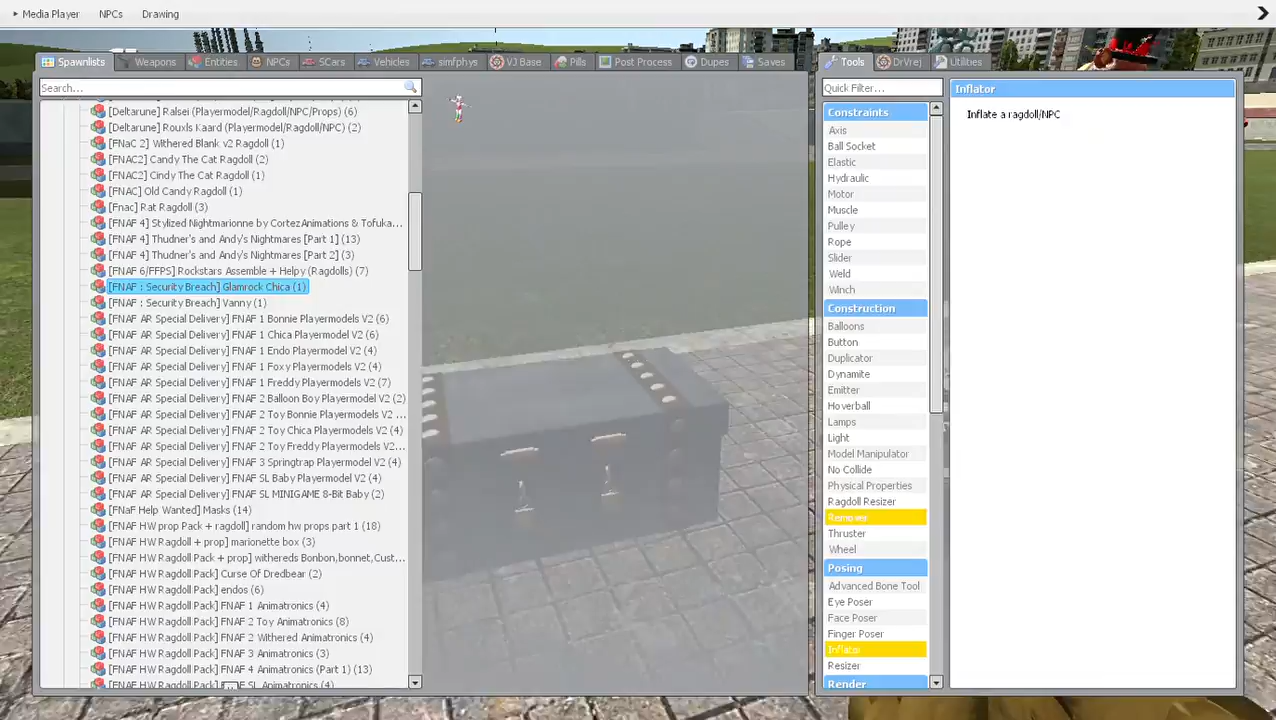 Media Player NPCs Drawing
Spawnlists Weapons Entities NPCs SCars Vehicles simfphys VJ Base Pills Post Process Dupes Saves
Search...
[Deltarune] Ralsei (Playermodel/Ragdoll/NPC/Props) (6)
[Deltarune] Rouxls Kaard (Playermodel/Ragdoll/NPC) (2)
[FNaC 2] Withered Blank v2 Ragdoll (1)
[FNAC2] Candy The Cat Ragdoll (2)
[FNAC2] Cindy The Cat Ragdoll (1)
[FNAC] Old Candy Ragdoll (1)
[Fnac] Rat Ragdoll (3)
[FNAF 4] Stylized Nightmarionne by CortezAnimations & Tofuka...
[FNAF 4] Thudner's and Andy's Nightmares [Part 1] (13)
[FNAF 4] Thudner's and Andy's Nightmares [Part 2] (3)
[FNAF 6/FFPS] Rockstars Assemble + Helpy (Ragdolls) (7)
[FNAF : Security Breach] Glamrock Chica (1)
[FNAF : Security Breach] Vanny (1)
[FNAF AR Special Delivery] FNAF 1 Bonnie Playermodels V2 (6)
[FNAF AR Special Delivery] FNAF 1 Chica Playermodel V2 (6)
[FNAF AR Special Delivery] FNAF 1 Endo Playermodel V2 (4)
[FNAF AR Special Delivery] FNAF 1 Foxy Playermodels V2 (4)
[FNAF AR Special Delivery] FNAF 1 Freddy Playermodels V2 (7)
[FNAF AR Special Delivery] FNAF 2 Balloon Boy Playermodel V2 (2)
[FNAF AR Special Delivery] FNAF 2 Toy Bonnie Playermodels V2 ...
[FNAF AR Special Delivery] FNAF 2 Toy Chica Playermodels V2 (4)
[FNAF AR Special Delivery] FNAF 2 Toy Freddy Playermodels V2...
[FNAF AR Special Delivery] FNAF 3 Springtrap Playermodel V2 (4)
[FNAF AR Special Delivery] FNAF SL Baby Playermodels V2 (4)
[FNAF AR Special Delivery] FNAF SL MINIGAME 8-Bit Baby (2)
[FNaF Help Wanted] Masks (14)
[FNAF HW prop Pack + ragdoll] random hw props part 1 (18)
[FNAF HW Ragdoll + prop] marionette box (3)
[FNAF HW Ragdoll Pack + prop] withereds Bonbon,bonnet,Cust...
[FNAF HW Ragdoll Pack] Curse Of Dredbear (2)
[FNAF HW Ragdoll Pack] endos (6)
[FNAF HW Ragdoll Pack] FNAF 1 Animatronics (4)
[FNAF HW Ragdoll Pack] FNAF 2 Toy Animatronics (8)
[FNAF HW Ragdoll Pack] FNAF 2 Withered Animatronics (4)
[FNAF HW Ragdoll Pack] FNAF 3 Animatronics (3)
[FNAF HW Ragdoll Pack] FNAF 4 Animatronics (Part 1) (13)
[FNAF HW Ragdoll Pack] FNAF SL Animatronics (4)
Tools DrVrej Utilities
Quick Filter...
Constraints
Axis
Ball Socket
Elastic
Hydraulic
Motor
Muscle
Pulley
Rope
Slider
Weld
Winch
Construction
Balloons
Button
Duplicator
Dynamite
Emitter
Hoverball
Lamps
Light
Model Manipulator
No Collide
Physical Properties
Ragdoll Resizer
Remover
Thruster
Wheel
Posing
Advanced Bone Tool
Eye Poser
Face Poser
Finger Poser
Inflator
Resizer
Render
Inflator
Inflate a ragdoll/NPC